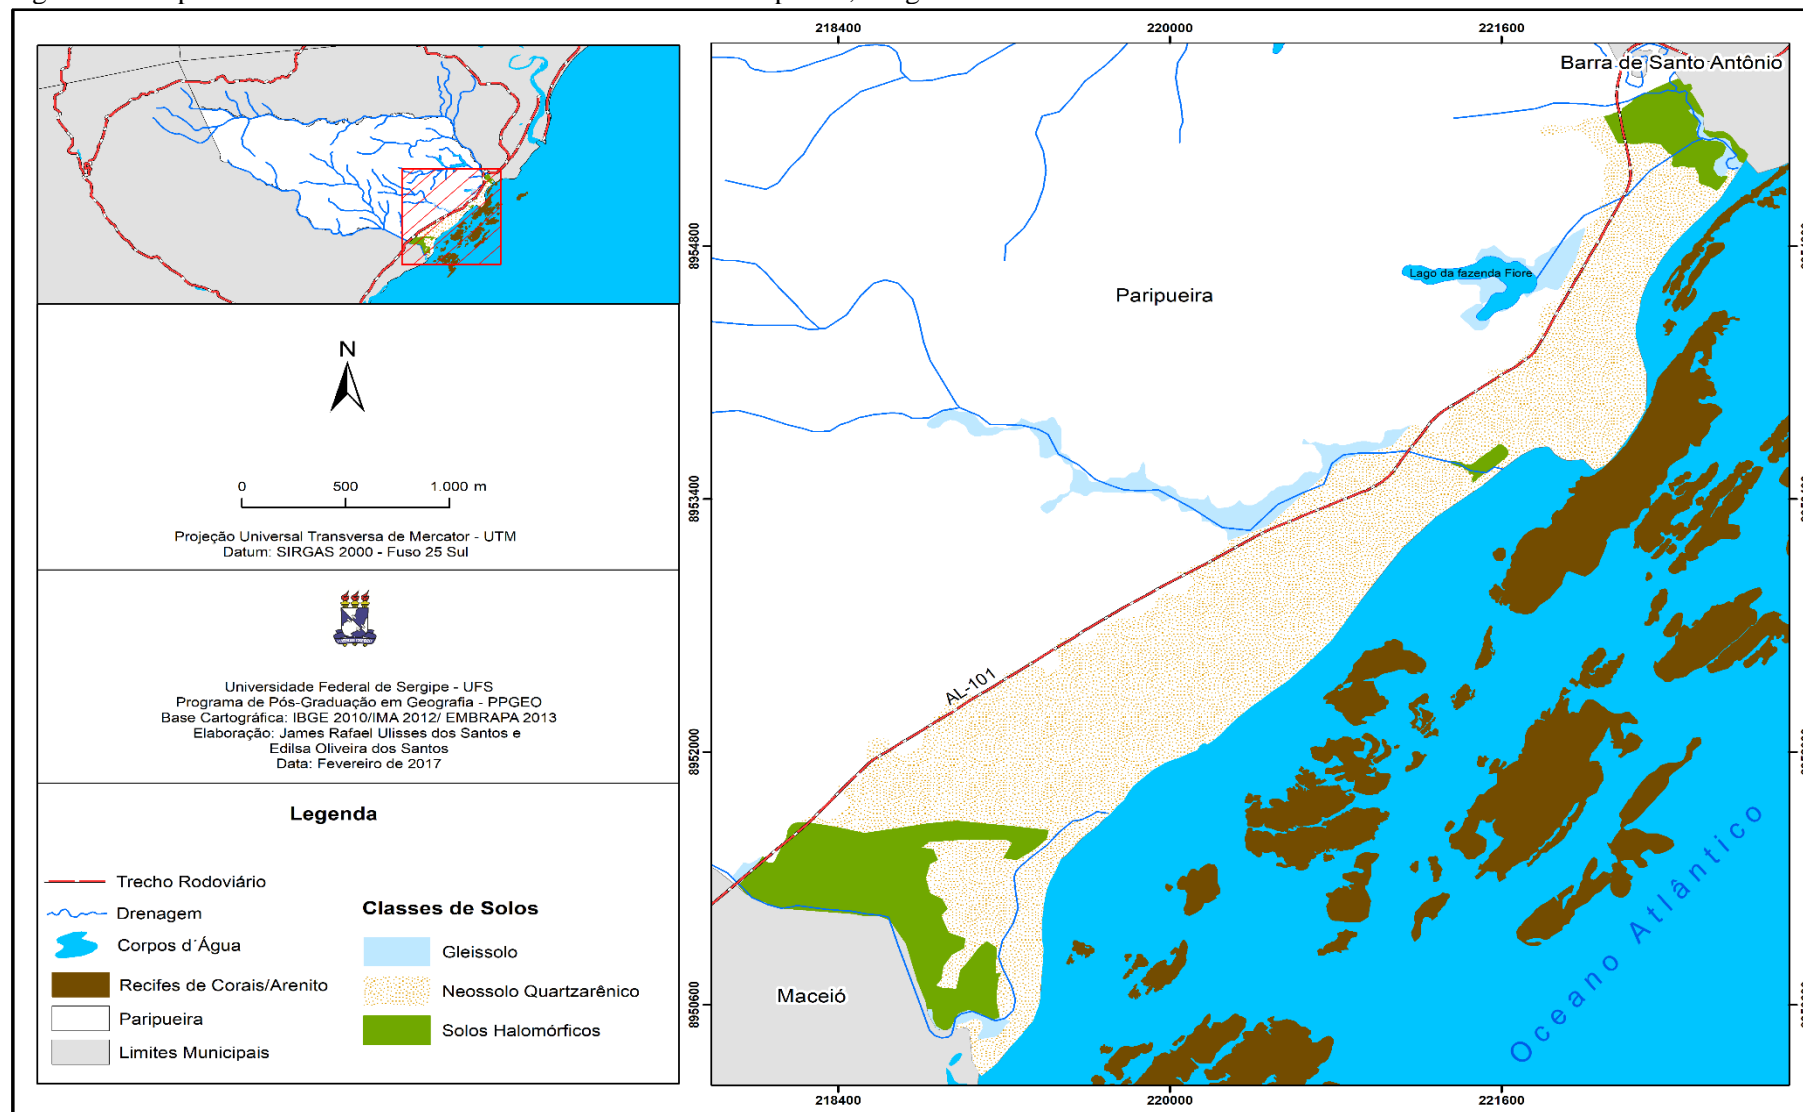 218400
220000
221600
Barra de Santo Antônio
Lago da fazenda Fiore
Paripueira
AL-101
Maceió
Oceano Atlântico
8954800
8953400
8952000
8950600
218400
220000
221600
N
0 500 1.000 m
Projeção Universal Transversa de Mercator - UTM
Datum: SIRGAS 2000 - Fuso 25 Sul
Universidade Federal de Sergipe - UFS
Programa de Pós-Graduação em Geografia - PPGEO
Base Cartográfica: IBGE 2010/IMA 2012/ EMBRAPA 2013
Elaboração: James Rafael Ulisses dos Santos e
Edilsa Oliveira dos Santos
Data: Fevereiro de 2017
Legenda
Trecho Rodoviário
Drenagem
Corpos d´Água
Recifes de Corais/Arenito
Paripueira
Limites Municipais
Classes de Solos
Gleissolo
Neossolo Quartzarênico
Solos Halomórficos